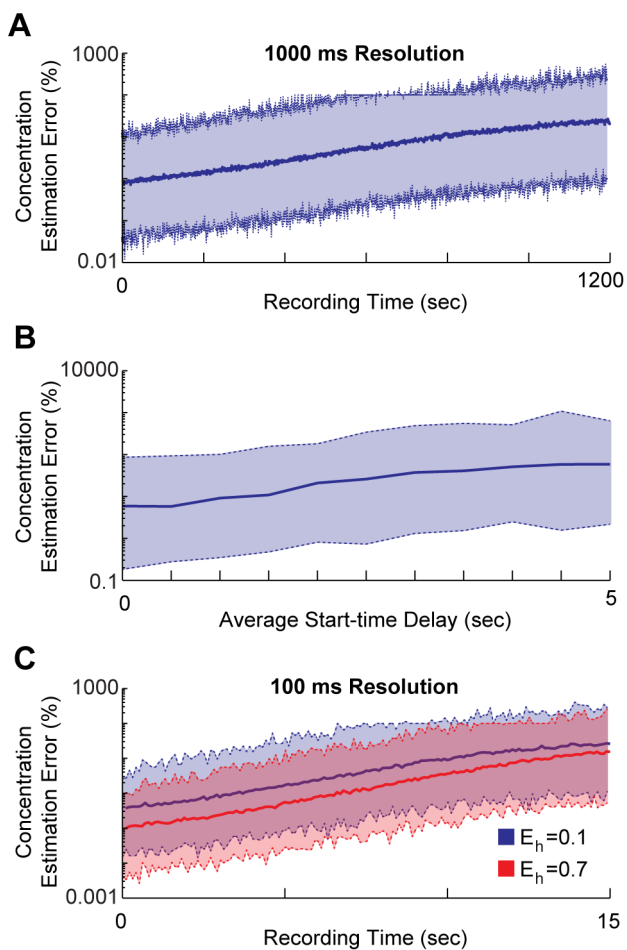 A
1000 ms Resolution
1000
0.01
Concentration
Estimation Error (%)
0
1200
Recording Time (sec)
B
10000
0.1
Concentration
Estimation Error (%)
0
5
Average Start-time Delay (sec)
C
100 ms Resolution
1000
0.001
Concentration
Estimation Error (%)
E_h=0.1
E_h=0.7
0
15
Recording Time (sec)